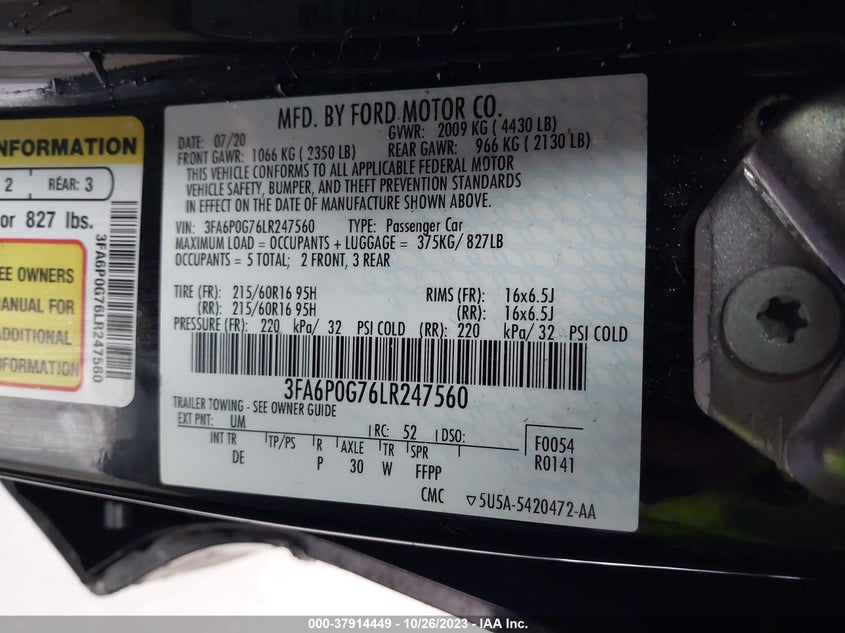 NFORMATION
2 REAR: 3
or 827 lbs.
EE OWNERS
MANUAL FOR
ADDITIONAL
NFORMATION
3FA6P0G76LR247560
MFD. BY FORD MOTOR CO.
DATE: 07/20 GVWR: 2009 KG ( 4430 LB)
FRONT GAWR: 1066 KG ( 2350 LB) REAR GAWR: 966 KG ( 2130 LB)
THIS VEHICLE CONFORMS TO ALL APPLICABLE FEDERAL MOTOR
VEHICLE SAFETY, BUMPER, AND THEFT PREVENTION STANDARDS
IN EFFECT ON THE DATE OF MANUFACTURE SHOWN ABOVE.
VIN: 3FA6P0G76LR247560 TYPE: Passenger Car
MAXIMUM LOAD = OCCUPANTS + LUGGAGE = 375KG/ 827LB
OCCUPANTS = 5 TOTAL; 2 FRONT, 3 REAR
TIRE (FR): 215/60R16 95H RIMS (FR): 16x6.5J
(RR): 215/60R16 95H (RR): 16x6.5J
PRESSURE (FR): 220 kPa/ 32 PSI COLD (RR): 220 kPa/ 32 PSI COLD
3FA6P0G76LR247560
TRAILER TOWING - SEE OWNER GUIDE
EXT PNT: UM RC: 52 DSO: F0054
INT TR TP/PS R AXLE TR SPR R0141
DE P 30 W FFPP
CMC ▽5U5A-5420472-AA
000-37914449 - 10/26/2023 - IAA Inc.